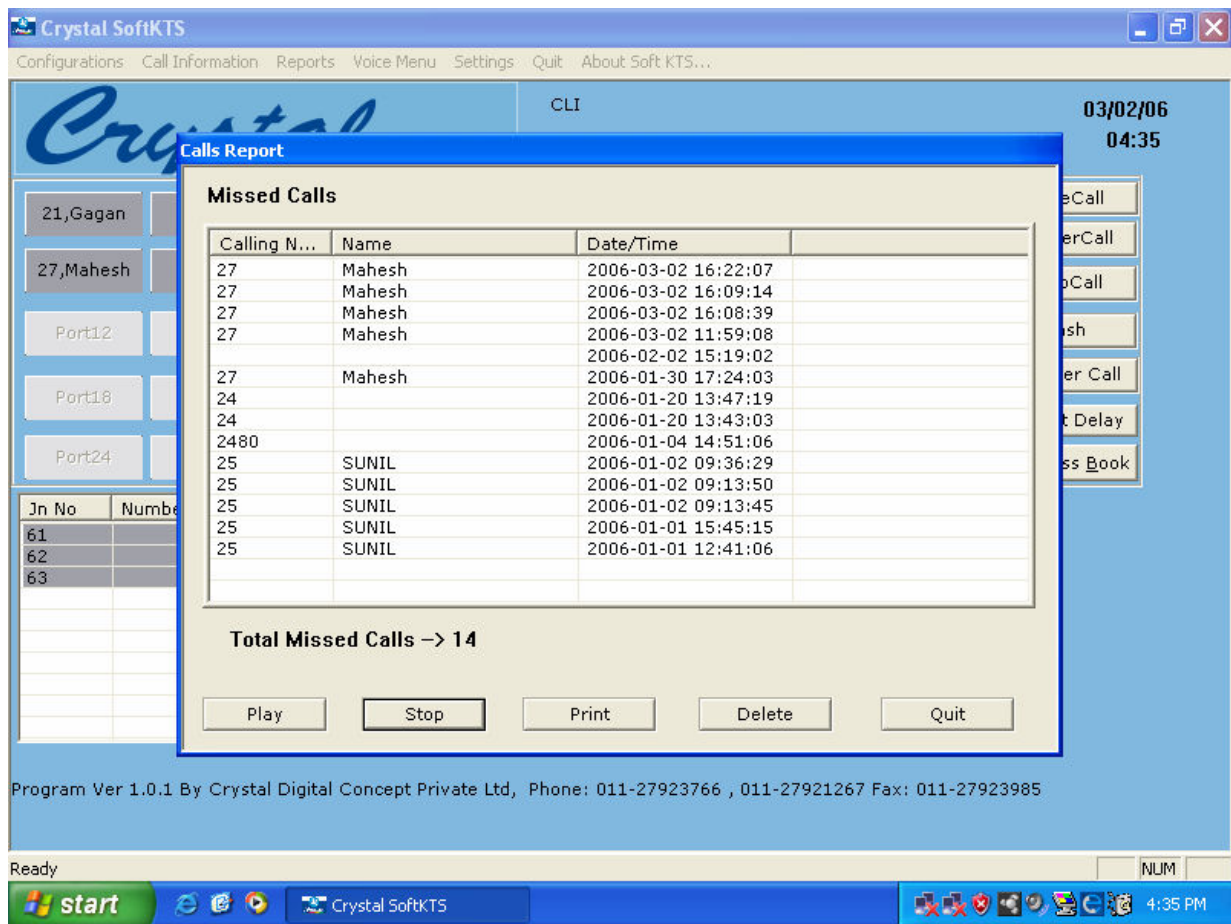 Crystal SoftKTS
Configurations Call Information Reports Voice Menu Settings Quit About Soft KTS...
Crystal
CLI
03/02/06
04:35
Calls Report
Missed Calls
Calling N... Name Date/Time
27 Mahesh 2006-03-02 16:22:07
27 Mahesh 2006-03-02 16:09:14
27 Mahesh 2006-03-02 16:08:39
27 Mahesh 2006-03-02 11:59:08
2006-02-02 15:19:02
27 Mahesh 2006-01-30 17:24:03
24 2006-01-20 13:47:19
24 2006-01-20 13:43:03
2480 2006-01-04 14:51:06
25 SUNIL 2006-01-02 09:36:29
25 SUNIL 2006-01-02 09:13:50
25 SUNIL 2006-01-02 09:13:45
25 SUNIL 2006-01-01 15:45:15
25 SUNIL 2006-01-01 12:41:06
Total Missed Calls --> 14
Play Stop Print Delete Quit
21,Gagan
27,Mahesh
Port12
Port18
Port24
eCall
erCall
oCall
sh
er Call
t Delay
ss Book
Jn No Numbe
61
62
63
Program Ver 1.0.1 By Crystal Digital Concept Private Ltd, Phone: 011-27923766 , 011-27921267 Fax: 011-27923985
Ready NUM
start Crystal SoftKTS 4:35 PM